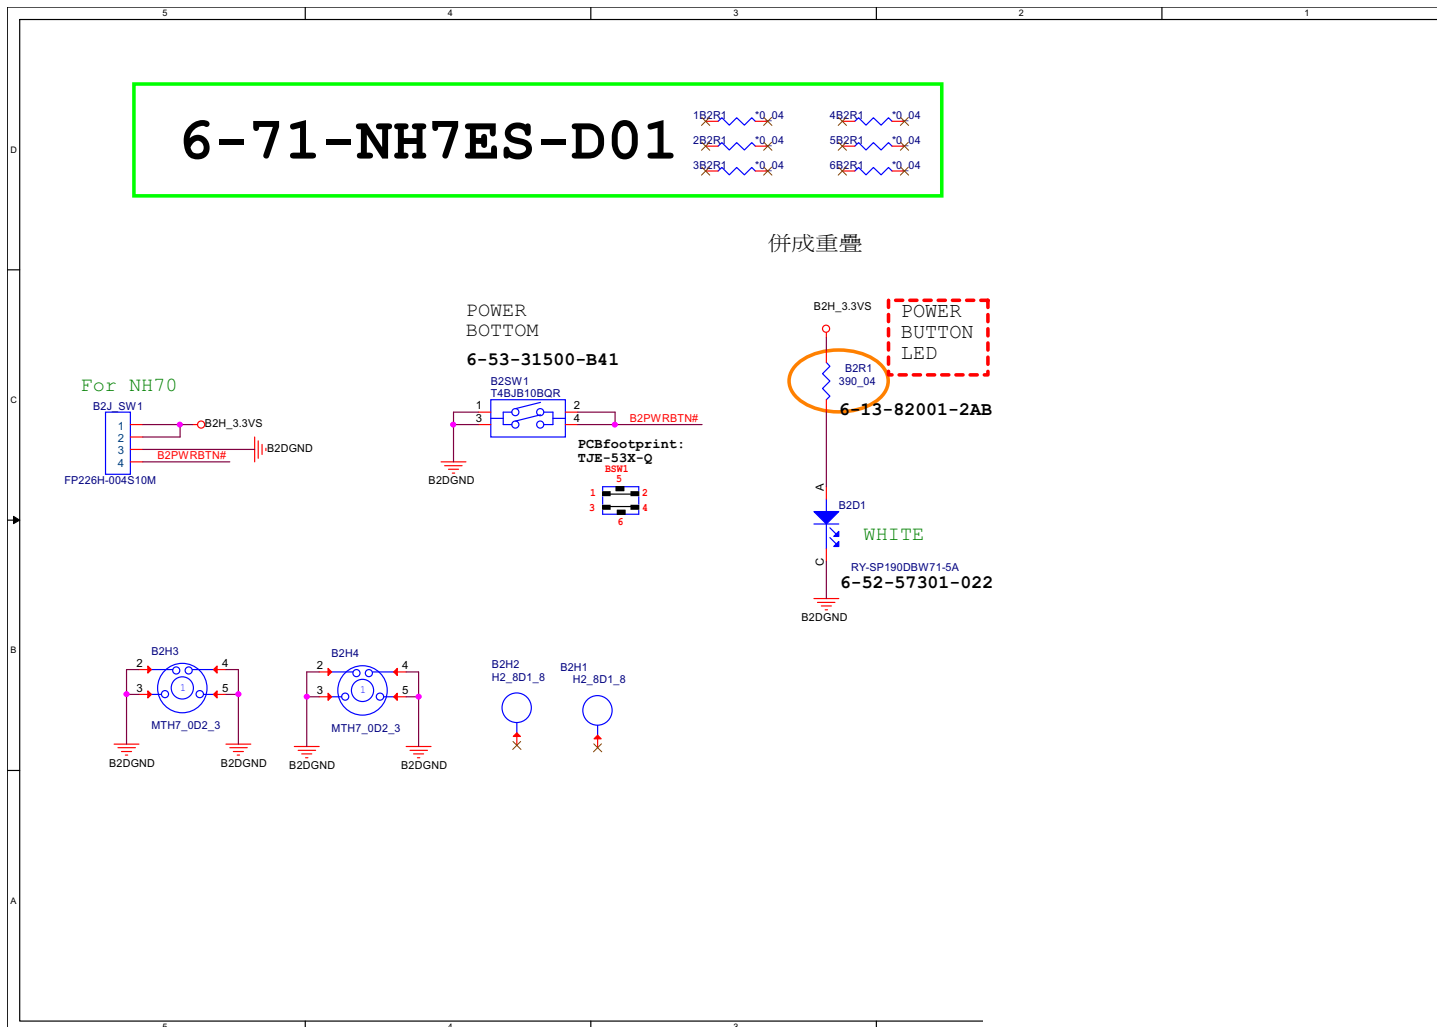 5 4 3 2 1
D
6-71-NH7ES-D01
1B2R1 *0_04 4B2R1 *0_04
2B2R1 *0_04 5B2R1 *0_04
3B2R1 *0_04 6B2R1 *0_04
併成重疊
C
For NH70
B2J_SW1
1
2
3
4
B2H_3.3VS
B2DGND
B2PWRBTN#
FP226H-004S10M
POWER
BOTTOM
6-53-31500-B41
B2SW1
T4BJB10BQR
1 2
3 4
B2PWRBTN#
B2DGND
PCBfootprint:
TJE-53X-Q
BSW1
5
1 2
3 4
6
B2H_3.3VS
POWER
BUTTON
LED
B2R1
390_04
6-13-82001-2AB
A
B2D1
WHITE
C
RY-SP190DBW71-5A
6-52-57301-022
B2DGND
B
B2H3
2 4
3 1 5
MTH7_0D2_3
B2DGND B2DGND
B2H4
2 4
3 1 5
MTH7_0D2_3
B2DGND B2DGND
B2H2
H2_8D1_8
B2H1
H2_8D1_8
A